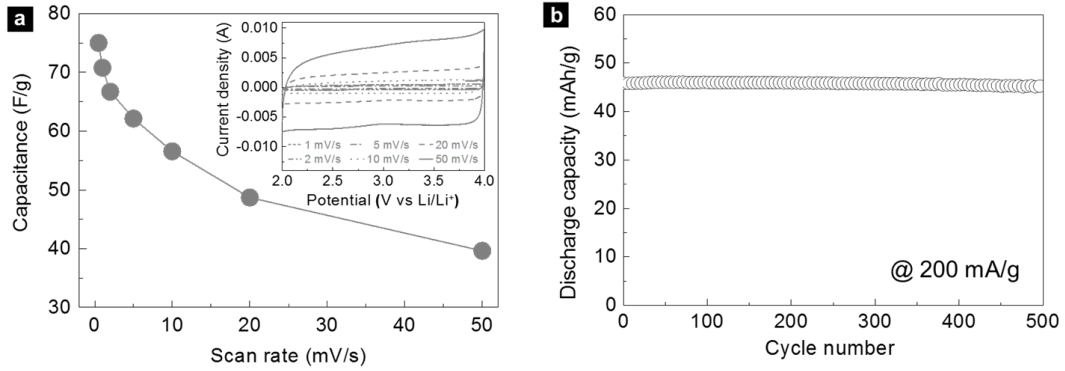 a
Capacitance (F/g)
80
70
60
50
40
30
0
10
20
30
40
50
Scan rate (mV/s)
Current density (A)
0.010
0.005
0.000
-0.005
-0.010
1 mV/s 5 mV/s 20 mV/s
2 mV/s 10 mV/s 50 mV/s
2.0 2.5 3.0 3.5 4.0
Potential (V vs Li/Li⁺)
b
Discharge capacity (mAh/g)
60
50
40
30
20
10
0
@ 200 mA/g
0 100 200 300 400 500
Cycle number